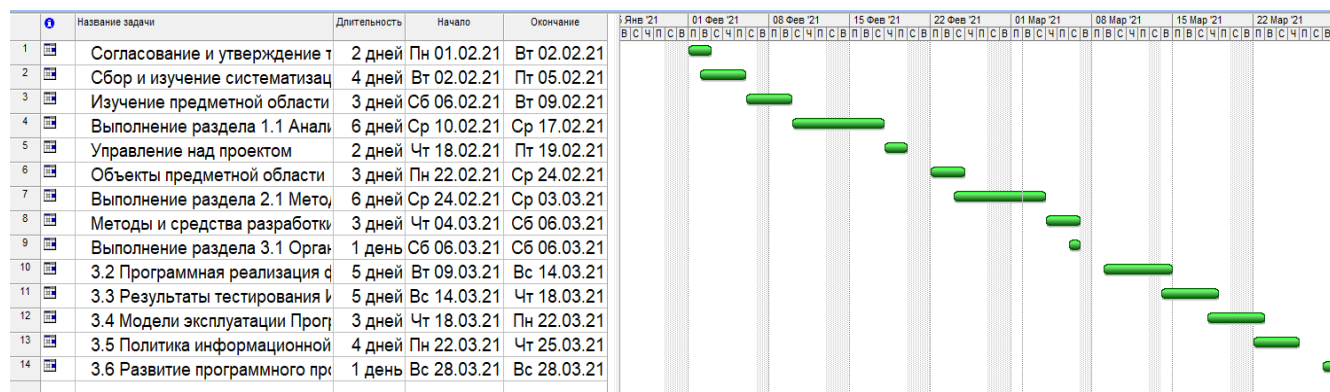 Название задачи Длительность Начало Окончание Янв '21 01 Фев '21 08 Фев '21 15 Фев '21 22 Фев '21 01 Мар '21 08 Мар '21 15 Мар '21 22 Мар '21
В С Ч П С В П В С Ч П С В П В С Ч П С В П В С Ч П С В П В С Ч П С В П В С Ч П С В П В С Ч П С В П В С Ч П С В П В С Ч П С В
1 Согласование и утверждение т 2 дней Пн 01.02.21 Вт 02.02.21
2 Сбор и изучение систематизац 4 дней Вт 02.02.21 Пт 05.02.21
3 Изучение предметной области 3 дней Сб 06.02.21 Вт 09.02.21
4 Выполнение раздела 1.1 Анали 6 дней Ср 10.02.21 Ср 17.02.21
5 Управление над проектом 2 дней Чт 18.02.21 Пт 19.02.21
6 Объекты предметной области 3 дней Пн 22.02.21 Ср 24.02.21
7 Выполнение раздела 2.1 Мето 6 дней Ср 24.02.21 Ср 03.03.21
8 Методы и средства разработки 3 дней Чт 04.03.21 Сб 06.03.21
9 Выполнение раздела 3.1 Орган 1 день Сб 06.03.21 Сб 06.03.21
10 3.2 Программная реализация ф 5 дней Вт 09.03.21 Вс 14.03.21
11 3.3 Результаты тестирования И 5 дней Вс 14.03.21 Чт 18.03.21
12 3.4 Модели эксплуатации Прогр 3 дней Чт 18.03.21 Пн 22.03.21
13 3.5 Политика информационной 4 дней Пн 22.03.21 Чт 25.03.21
14 3.6 Развитие программного про 1 день Вс 28.03.21 Вс 28.03.21